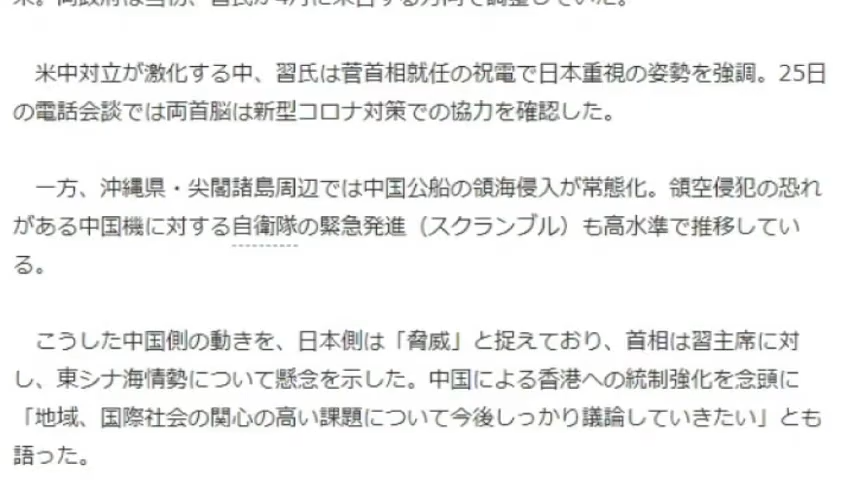 米中対立が激化する中、習氏は菅首相就任の祝電で日本重視の姿勢を強調。25日
の電話会談では両首脳は新型コロナ対策での協力を確認した。
一方、沖縄県・尖閣諸島周辺では中国公船の領海侵入が常態化。領空侵犯の恐れ
がある中国機に対する自衛隊の緊急発進（スクランブル）も高水準で推移してい
る。
こうした中国側の動きを、日本側は「脅威」と捉えており、首相は習主席に対
し、東シナ海情勢について懸念を示した。中国による香港への統制強化を念頭に
「地域、国際社会の関心の高い課題について今後しっかり議論していきたい」とも
語った。